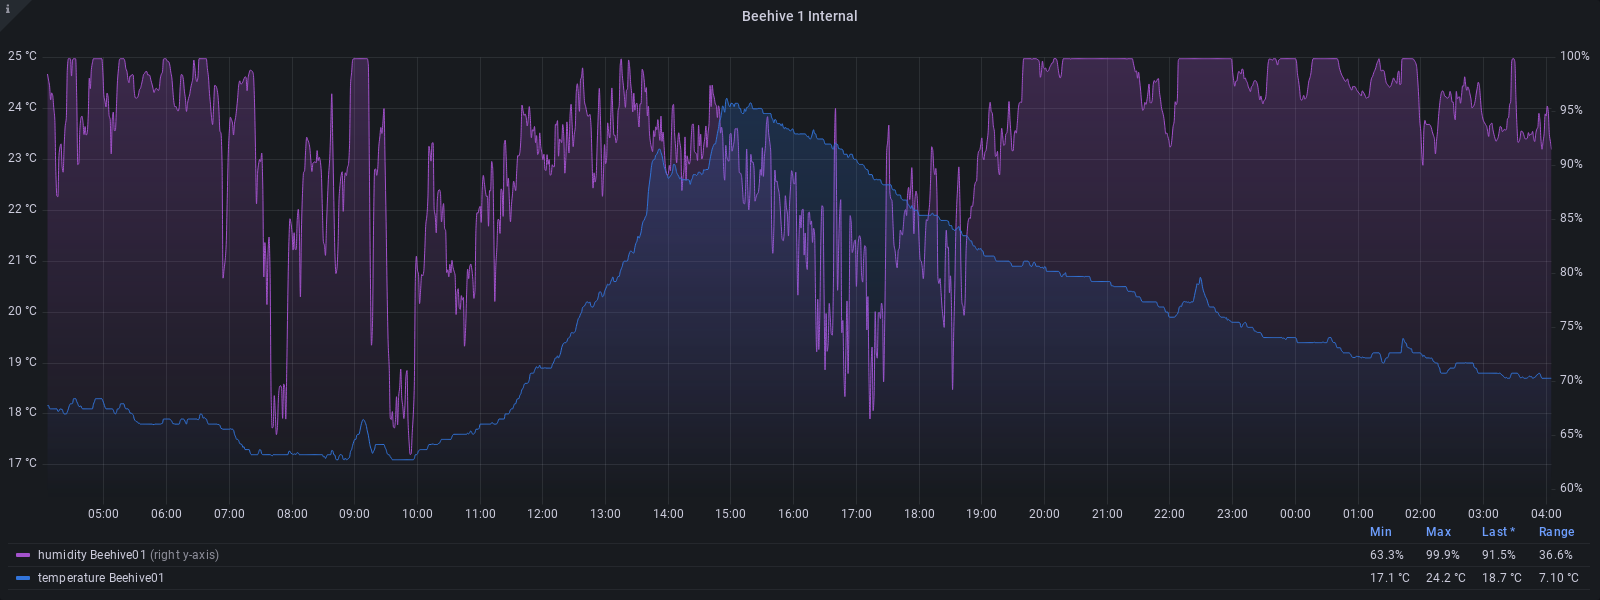 i
Beehive 1 Internal
25 °C 100%
24 °C 95%
23 °C 90%
22 °C 85%
21 °C 80%
20 °C 75%
19 °C 70%
18 °C 65%
17 °C 60%
05:00 06:00 07:00 08:00 09:00 10:00 11:00 12:00 13:00 14:00 15:00 16:00 17:00 18:00 19:00 20:00 21:00 22:00 23:00 00:00 01:00 02:00 03:00 04:00
Min Max Last * Range
humidity Beehive01 (right y-axis) 63.3% 99.9% 91.5% 36.6%
temperature Beehive01 17.1 °C 24.2 °C 18.7 °C 7.10 °C